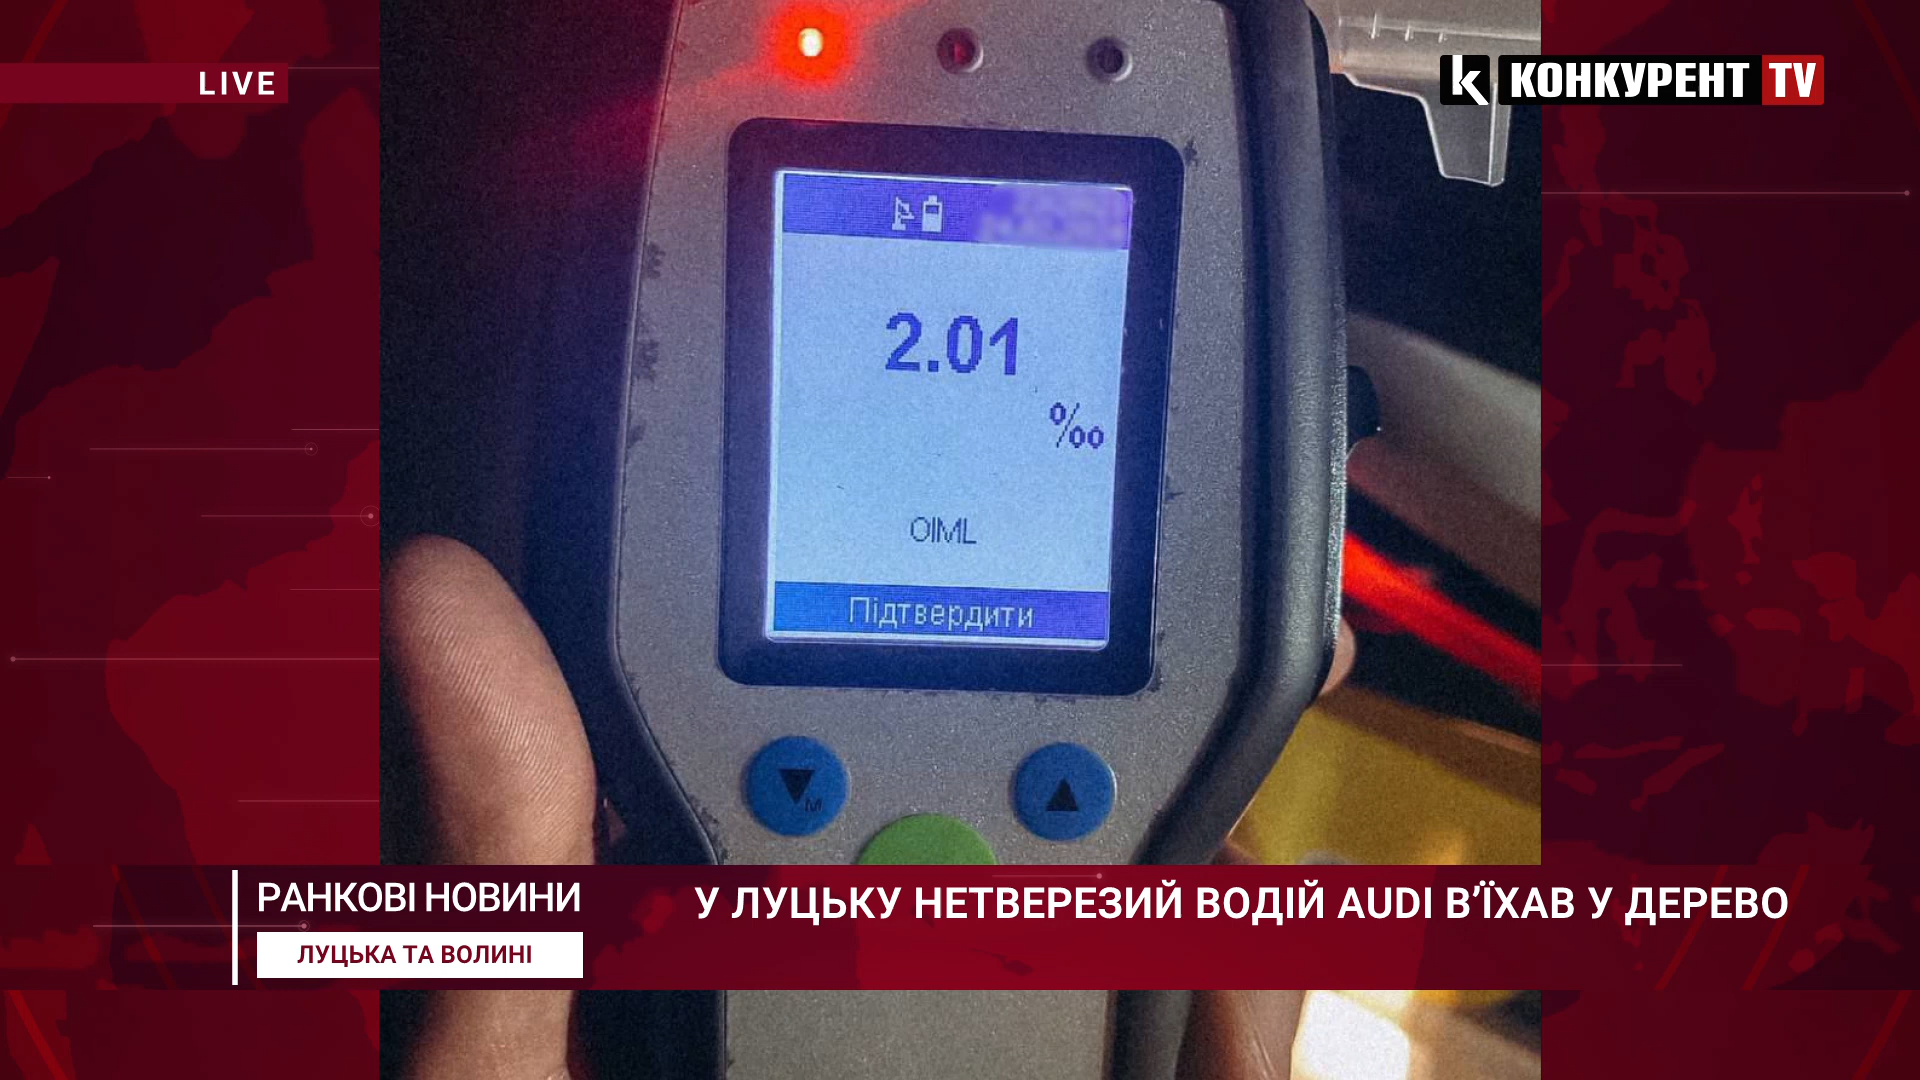 LIVE
k КОНКУРЕНТ TV
2.01
‰
OIML
Підтвердити
M
РАНКОВІ НОВИНИ
ЛУЦЬКА ТА ВОЛИНІ
У ЛУЦЬКУ НЕТВЕРЕЗИЙ ВОДІЙ AUDI В’ЇХАВ У ДЕРЕВО